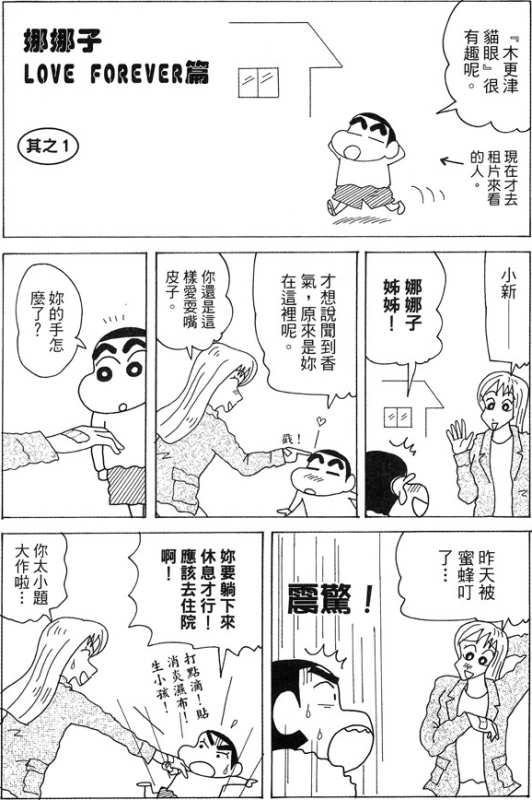 娜娜子
LOVE FOREVER篇
其之1
『木更津
貓眼』很
有趣呢。
現在才去
租片來看
的人。
小新
娜娜子
姊姊！
才想說聞到香
氣，原來是妳
在這裡呢。
你還是這
樣愛耍嘴
皮子。
戳！
妳的手怎
麼了？
昨天被
蜜蜂叮
了…
震驚！
妳要躺下來
休息才行！
應該去住院
啊！
打點滴！貼
消炎濕布！
生小孩！
你太小題
大作啦…